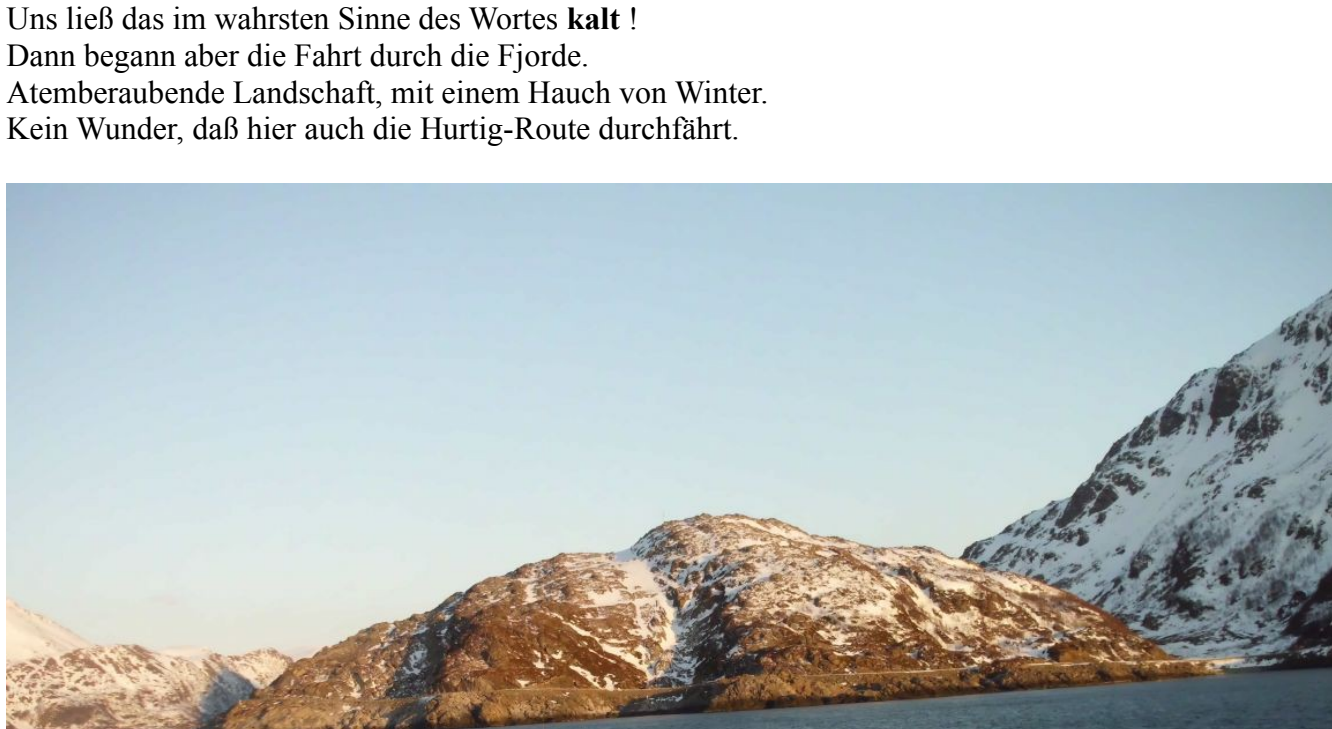 Uns ließ das im wahrsten Sinne des Wortes kalt !
Dann begann aber die Fahrt durch die Fjorde.
Atemberaubende Landschaft, mit einem Hauch von Winter.
Kein Wunder, daß hier auch die Hurtig-Route durchfährt.